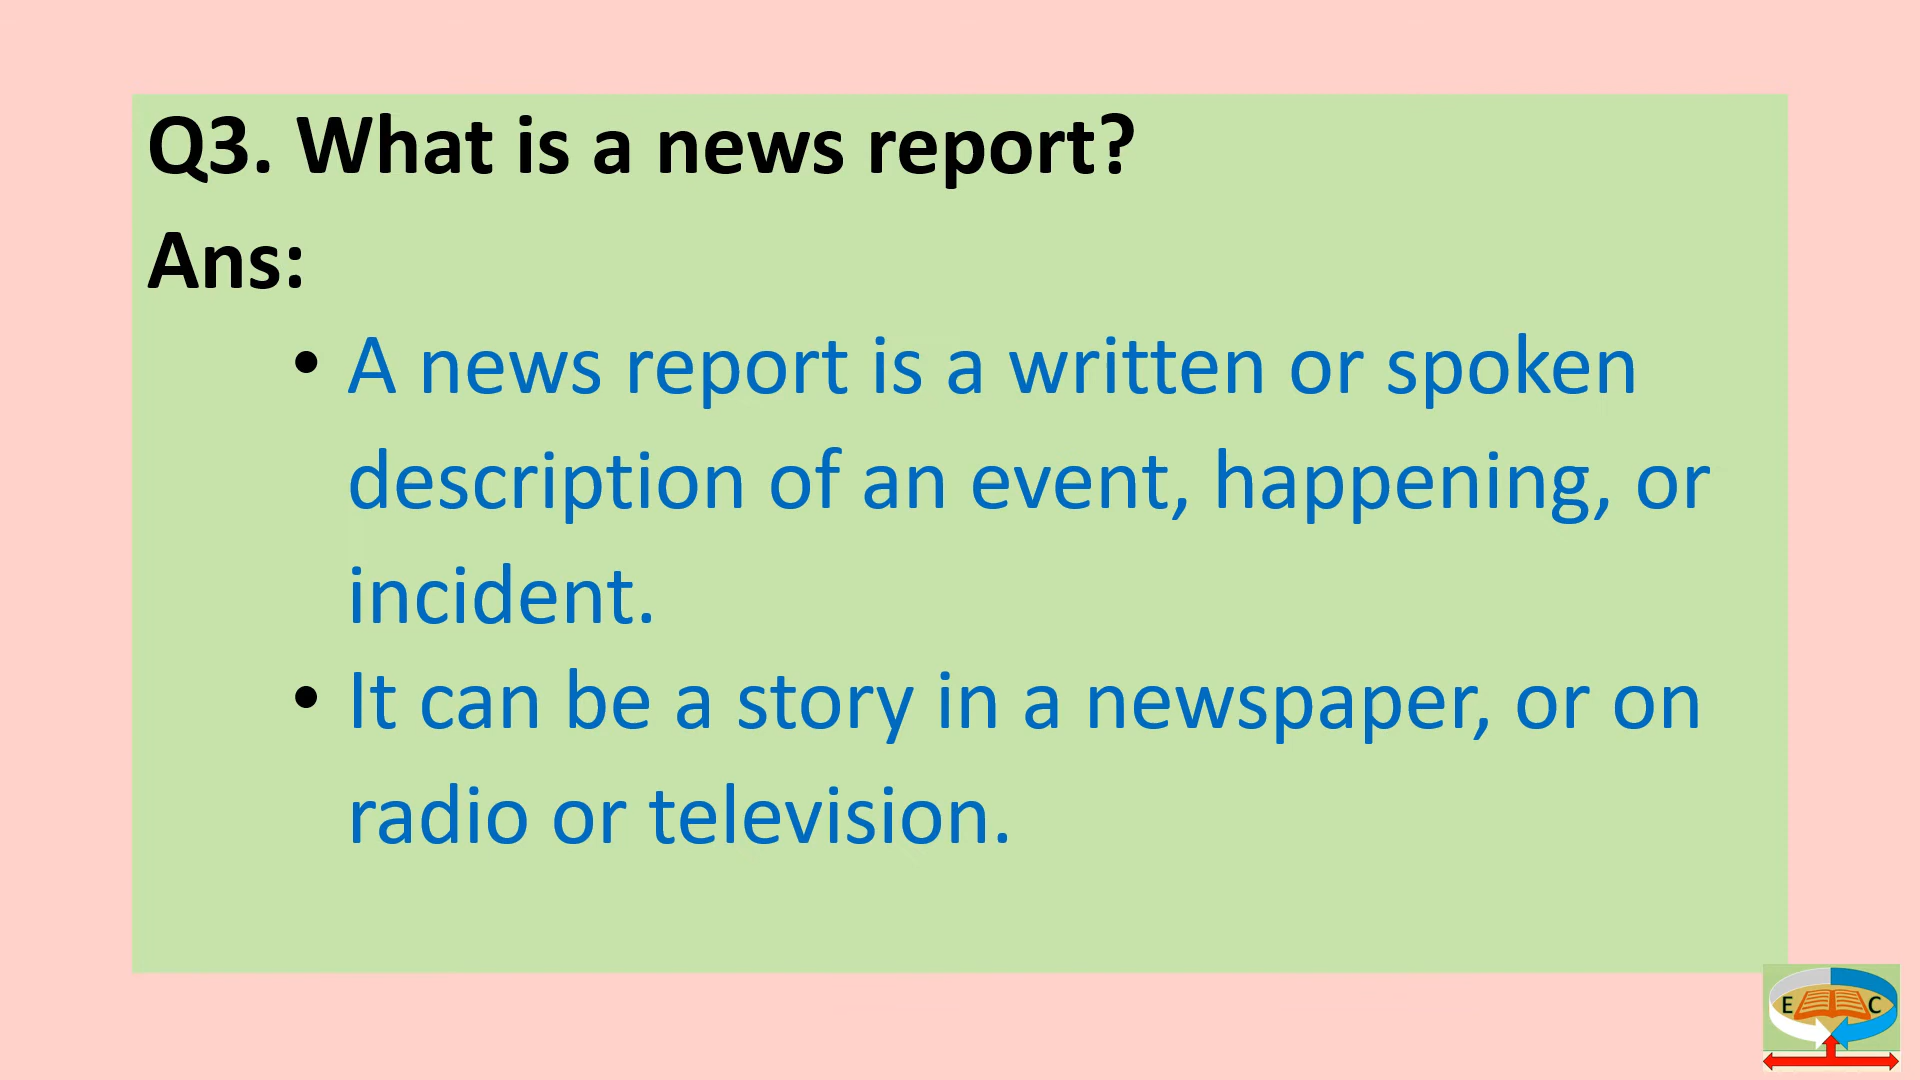 Q3. What is a news report?
Ans:
• A news report is a written or spoken
description of an event, happening, or
incident.
• It can be a story in a newspaper, or on
radio or television.
E C